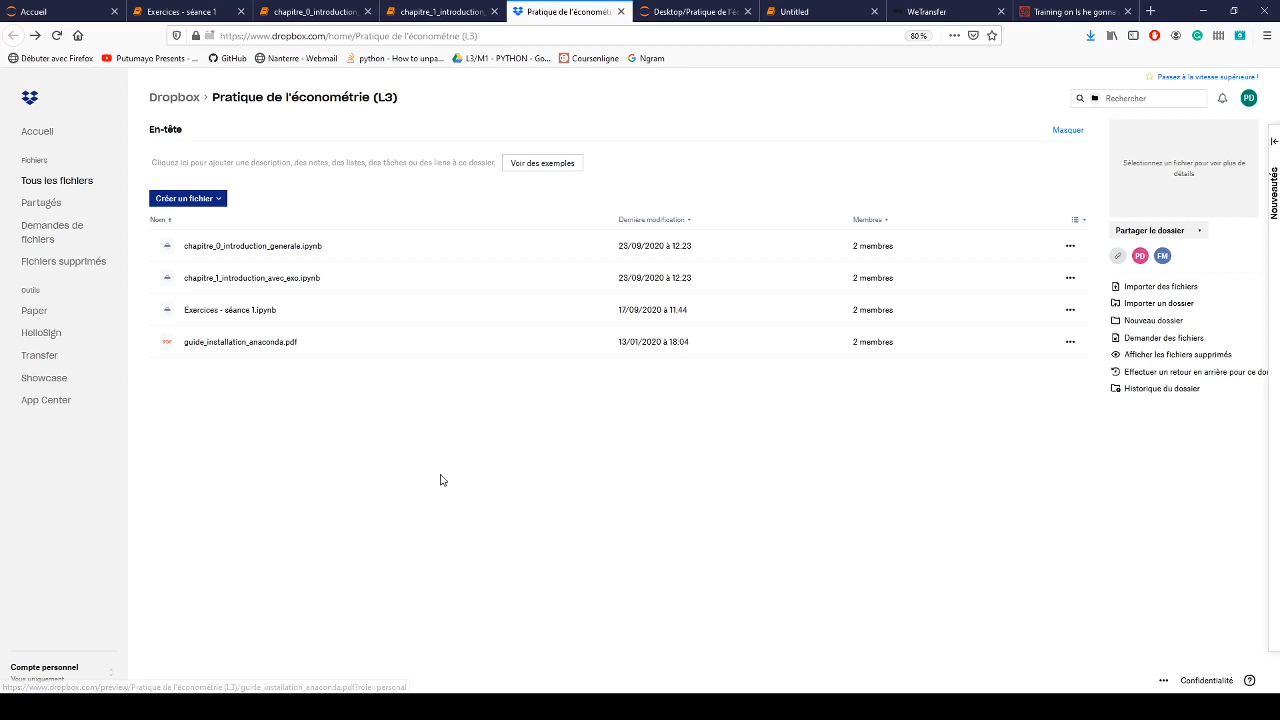 Accueil
Exercices - séance 1
chapitre_0_introduction_
chapitre_1_introduction_
Pratique de l'économétri
Desktop/Pratique de l'éc
Untitled
WeTransfer
Training on Is he gonna
https://www.dropbox.com/home/Pratique de l'économétrie (L3)
80 %
Débuter avec Firefox
Putumayo Presents - ...
GitHub
Nanterre - Webmail
python - How to unpa...
L3/M1 - PYTHON - Go...
Coursenligne
Ngram
Passez à la vitesse supérieure !
Dropbox › Pratique de l'économétrie (L3)
Rechercher
PD
Accueil
Fichiers
Tous les fichiers
Partagés
Demandes de
fichiers
Fichiers supprimés
Outils
Paper
HelloSign
Transfer
Showcase
App Center
En-tête
Masquer
Cliquez ici pour ajouter une description, des notes, des listes, des tâches ou des liens à ce dossier.
Voir des exemples
Créer un fichier
Nom
Dernière modification
Membres
chapitre_0_introduction_generale.ipynb
23/09/2020 à 12:23
2 membres
chapitre_1_introduction_avec_exo.ipynb
23/09/2020 à 12:23
2 membres
Exercices - séance 1.ipynb
17/09/2020 à 11:44
2 membres
PDF
guide_installation_anaconda.pdf
13/01/2020 à 18:04
2 membres
Sélectionnez un fichier pour voir plus de
détails
Nouveautés
Partager le dossier
PD
FM
Importer des fichiers
Importer un dossier
Nouveau dossier
Demander des fichiers
Afficher les fichiers supprimés
Effectuer un retour en arrière pour ce dos
Historique du dossier
Compte personnel
Vous uniquement
https://www.dropbox.com/preview/Pratique de l'économétrie (L3)/guide_installation_anaconda.pdf?role=personal
Confidentialité